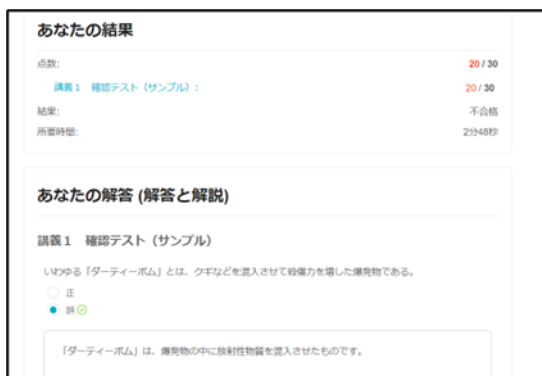 あなたの結果
点数: 20 / 30
講義1 確認テスト（サンプル）: 20 / 30
結果: 不合格
所要時間: 2分48秒
あなたの解答 (解答と解説)
講義1 確認テスト（サンプル）
いわゆる「ダーティーボム」とは、クギなどを混入させて殺傷力を増した爆発物である。
正
誤
「ダーティーボム」は、爆発物の中に放射性物質を混入させたものです。